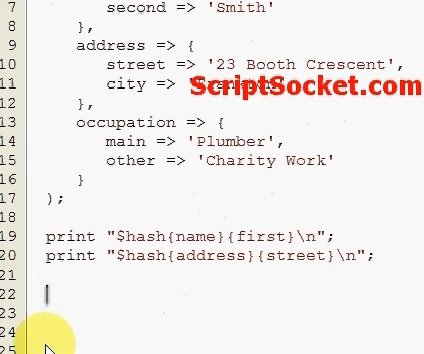 7 second => 'Smith'
8 },
9 address => {
10 street => '23 Booth Crescent',
11 city =>
ScriptSocket.com
12 },
13 occupation => {
14 main => 'Plumber',
15 other => 'Charity Work'
16 }
17 );
18
19 print "$hash{name}{first}\n";
20 print "$hash{address}{street}\n";
21
22
23
24
25